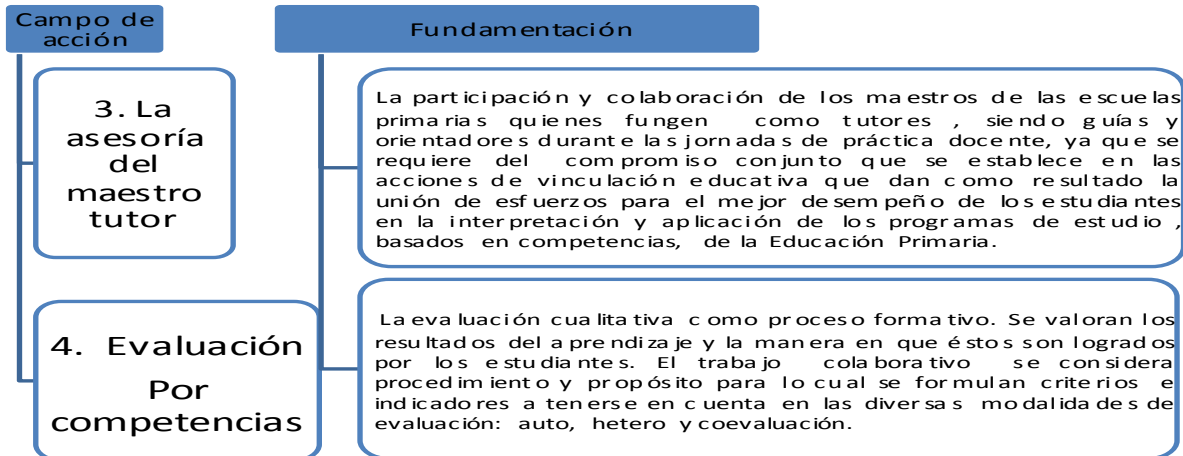 Campo de
acción
Fundamentación
3. La
asesoría
del
maestro
tutor
La participación y colaboración de los maestros de las escuelas
primarias quienes fungen como tutores , siendo guías y
orientadores durante las jornadas de práctica docente, ya que se
requiere del compromiso conjunto que se establece en las
acciones de vinculación educativa que dan como resultado la
unión de esfuerzos para el mejor desempeño de los estudiantes
en la interpretación y aplicación de los programas de estudio ,
basados en competencias, de la Educación Primaria.
4. Evaluación
Por
competencias
La evaluación cualitativa como proceso formativo. Se valoran los
resultados del aprendizaje y la manera en que éstos son logrados
por los estudiantes. El trabajo colaborativo se considera
procedimiento y propósito para lo cual se formulan criterios e
indicadores a tenerse en cuenta en las diversas modalidades de
evaluación: auto, hetero y coevaluación.